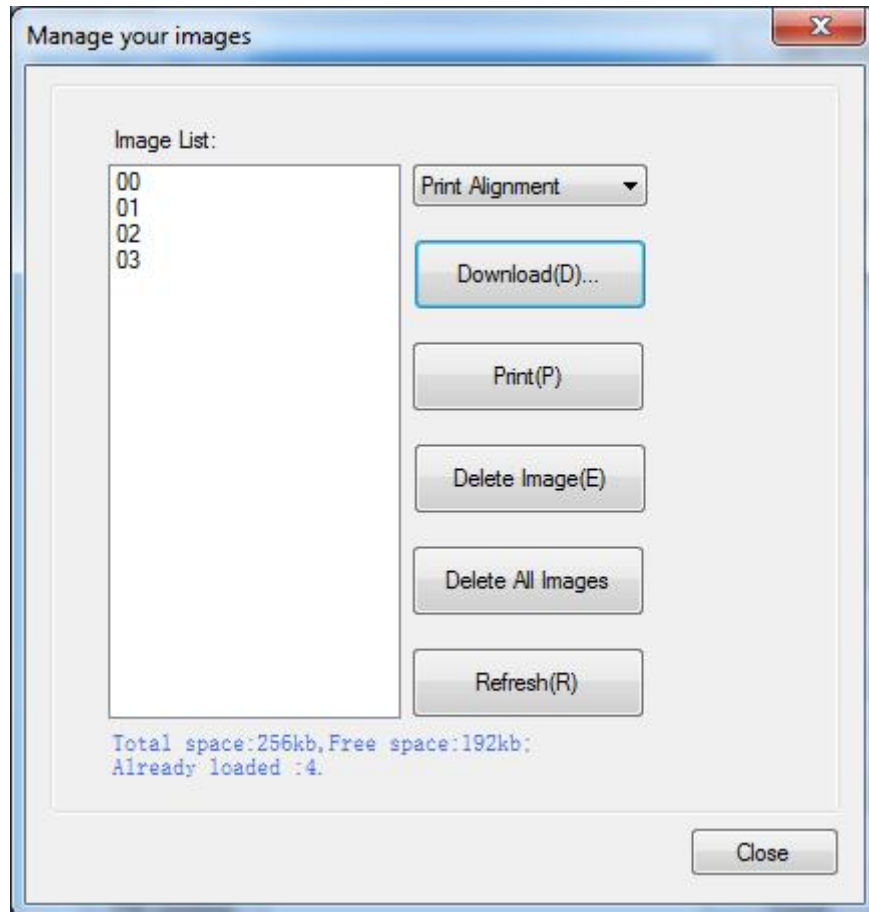 Manage your images
Image List:
00
01
02
03
Print Alignment
Download(D)...
Print(P)
Delete Image(E)
Delete All Images
Refresh(R)
Total space:256kb,Free space:192kb;
Already loaded :4.
Close